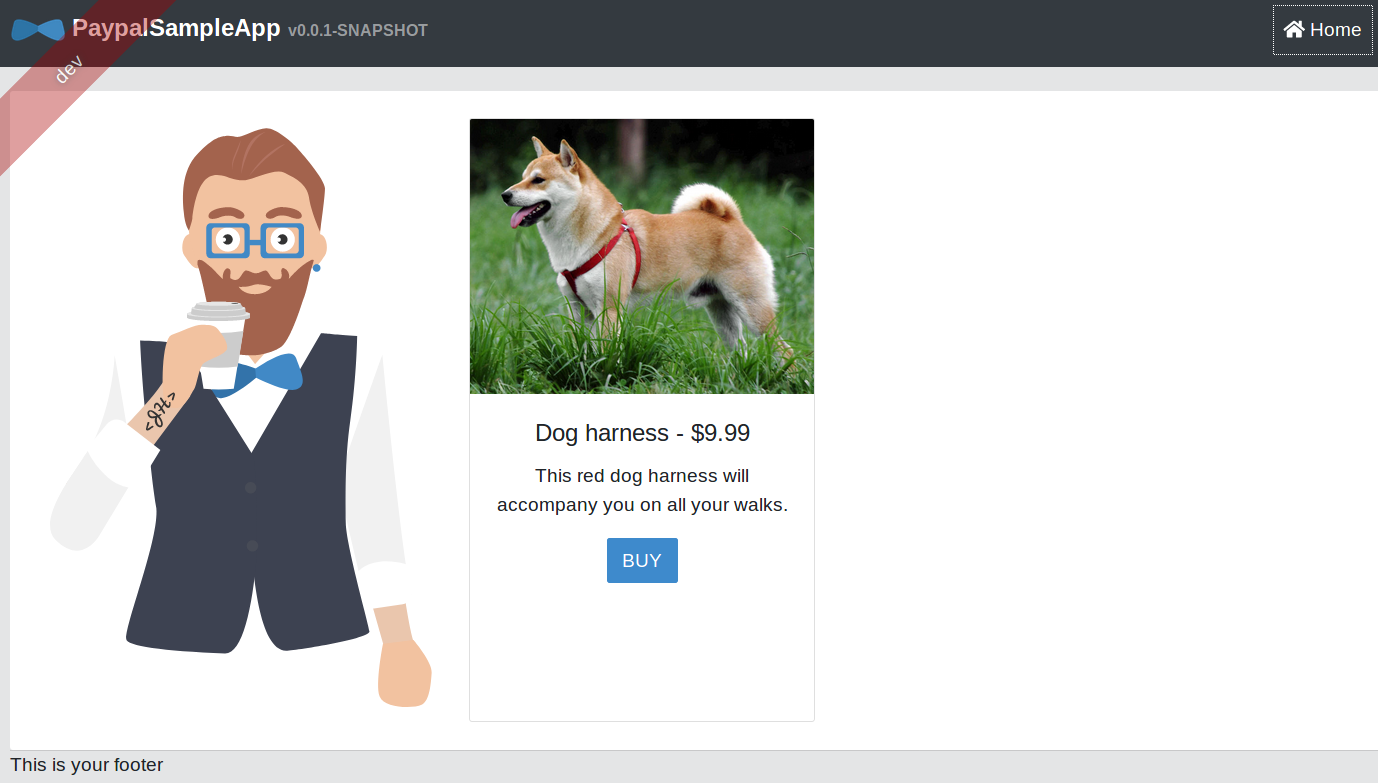 PaypalSampleApp v0.0.1-SNAPSHOT
Home
dev
<JH>
Dog harness - $9.99
This red dog harness will
accompany you on all your walks.
BUY
This is your footer